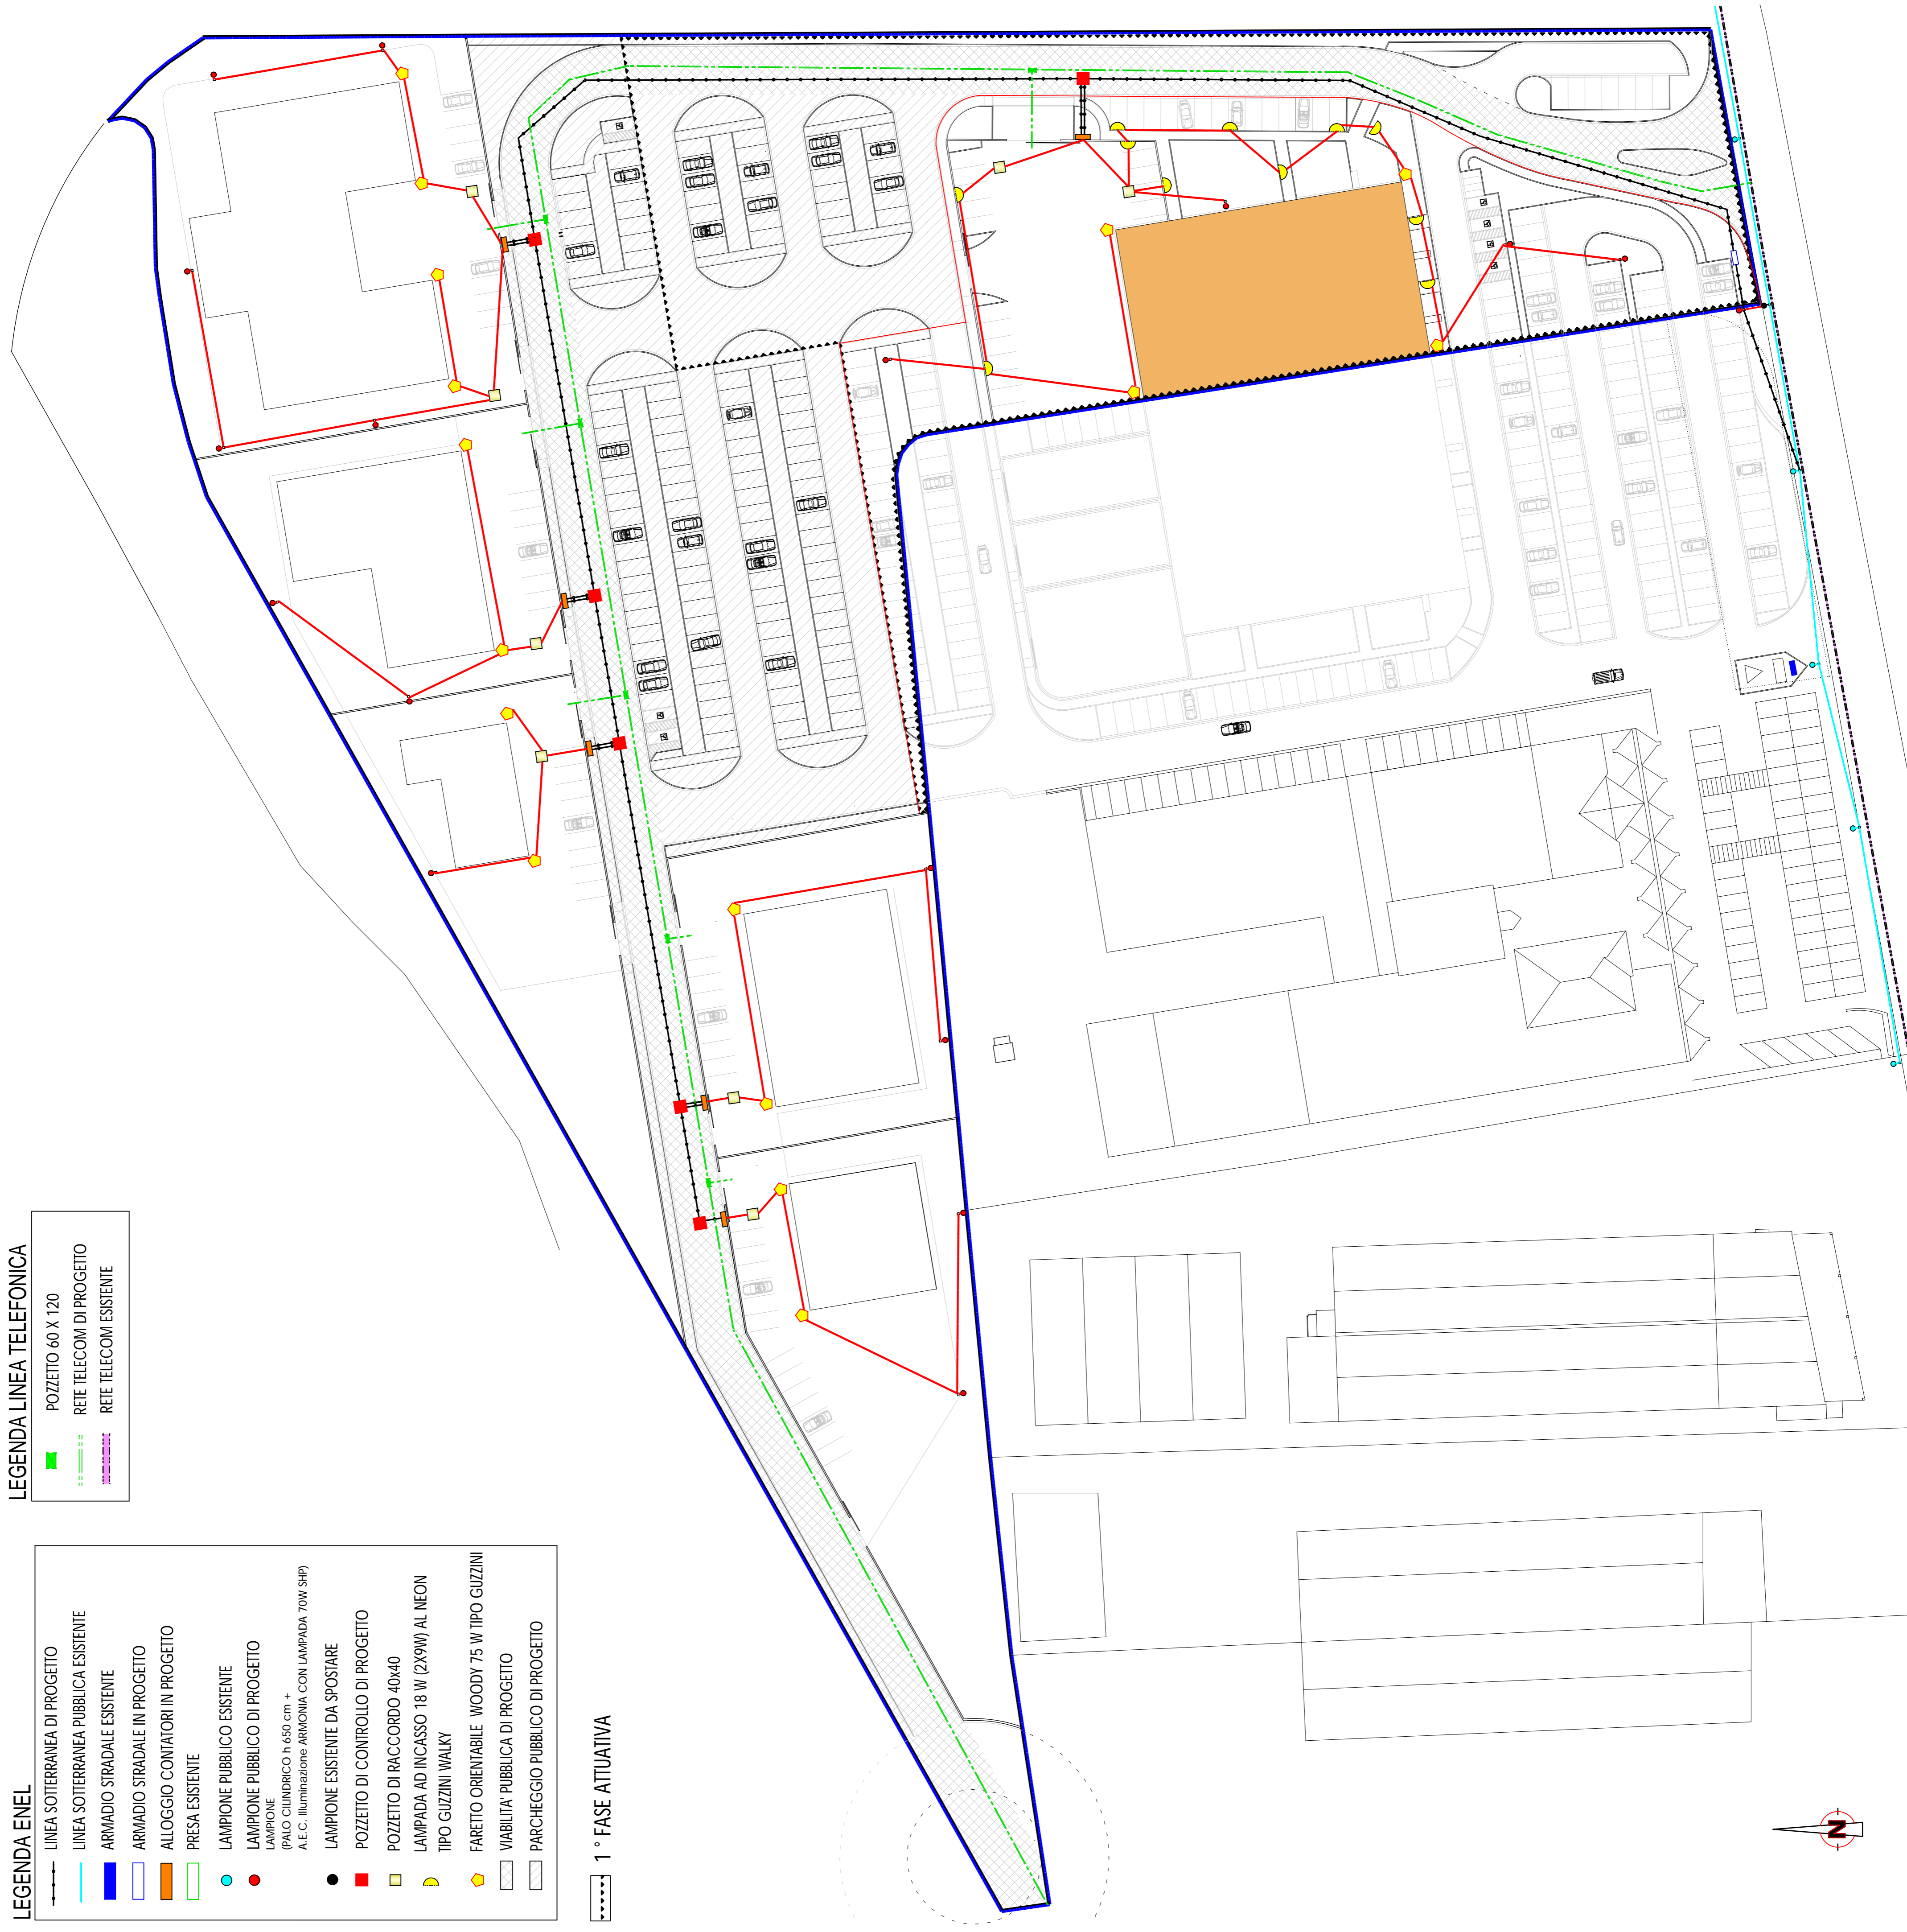 LEGENDA ENEL
LINEA SOTTERRANEA DI PROGETTO
LINEA SOTTERRANEA PUBBLICA ESISTENTE
ARMADIO STRADALE ESISTENTE
ARMADIO STRADALE IN PROGETTO
ALLOGGIO CONTATORI IN PROGETTO
PRESA ESISTENTE
LAMPIONE PUBBLICO ESISTENTE
LAMPIONE PUBBLICO DI PROGETTO
LAMPIONE
(PALO CILINDRICO h 650 cm +
A.E.C. Illuminazione ARMONIA CON LAMPADA 70W SHP)
LAMPIONE ESISTENTE DA SPOSTARE
POZZETTO DI CONTROLLO DI PROGETTO
POZZETTO DI RACCORDO 40x40
LAMPADA AD INCASSO 18 W (2X9W) AL NEON
TIPO GUZZINI WALKY
FARETTO ORIENTABILE WOODY 75 W TIPO GUZZINI
VIABILITA' PUBBLICA DI PROGETTO
PARCHEGGIO PUBBLICO DI PROGETTO
1 ° FASE ATTUATIVA
LEGENDA LINEA TELEFONICA
POZZETTO 60 X 120
RETE TELECOM DI PROGETTO
RETE TELECOM ESISTENTE
N